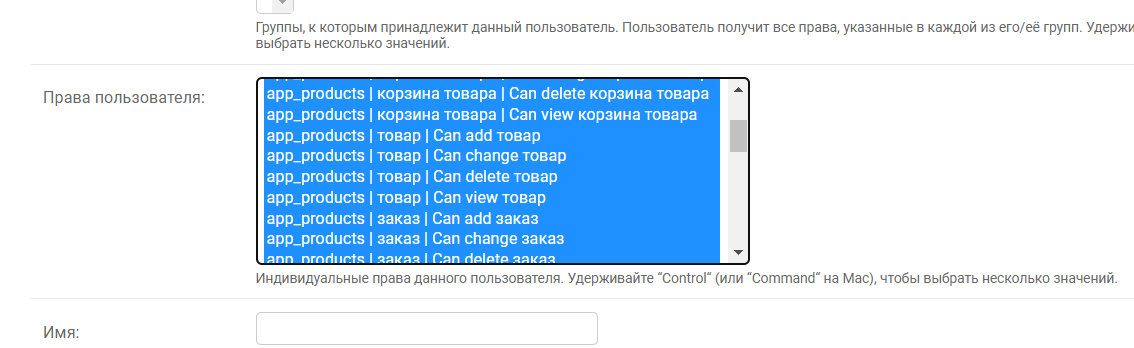 Группы, к которым принадлежит данный пользователь. Пользователь получит все права, указанные в каждой из его/её групп. Удержи
выбрать несколько значений.
Права пользователя:
app_products | корзина товара | Can delete корзина товара
app_products | корзина товара | Can view корзина товара
app_products | товар | Can add товар
app_products | товар | Can change товар
app_products | товар | Can delete товар
app_products | товар | Can view товар
app_products | заказ | Can add заказ
app_products | заказ | Can change заказ
app_products | заказ | Can delete заказ
Индивидуальные права данного пользователя. Удерживайте “Control“ (или “Command“ на Mac), чтобы выбрать несколько значений.
Имя: